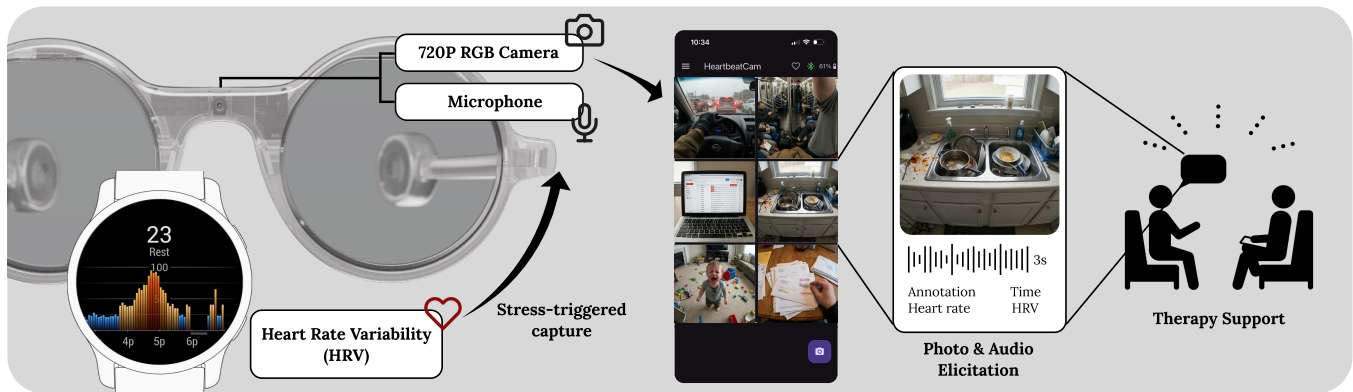 720P RGB Camera
Microphone
23
Rest
100
4p 5p 6p
Heart Rate Variability
(HRV)
Stress-triggered
capture
10:34
61%
HeartbeatCam
3s
Annotation Time
Heart rate HRV
Photo & Audio
Elicitation
Therapy Support